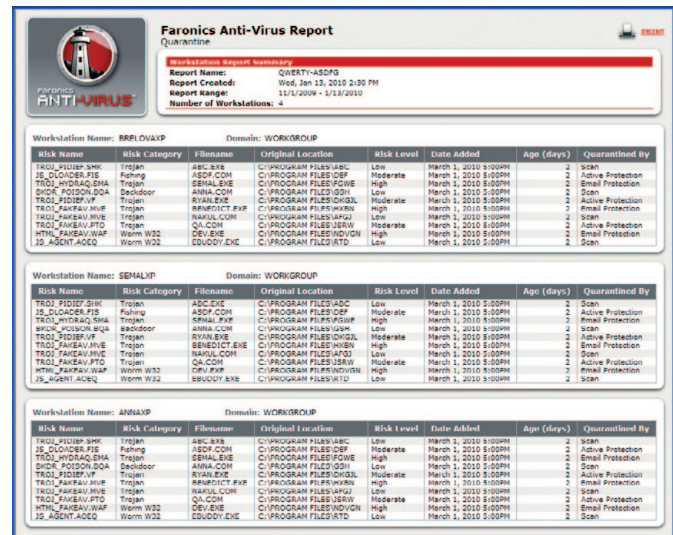 Faronics Anti-Virus Report
Quarantine
PRINT
Workstation Report Summary
Report Name: QWERTY-ASDFG
Report Created: Wed, Jan 13, 2010 2:30 PM
Report Range: 11/1/2009 - 1/13/2010
Number of Workstations: 4
FARONICS
ANTI-VIRUS
Workstation Name: BRELOVAXP Domain: WORKGROUP
Risk Name Risk Category Filename Original Location Risk Level Date Added Age (days) Quarantined By
TROJ_PIDIEF.SHK Trojan ABC.EXE C:\PROGRAM FILES\ABC Low March 1, 2010 5:00PM 2 Scan
JS_DLOADER.FIS Fishing ASDF.COM C:\PROGRAM FILES\DEF Moderate March 1, 2010 5:00PM 2 Active Protection
TROJ_HYDRAQ.SMA Trojan SEMAL.EXE C:\PROGRAM FILES\FGWE High March 1, 2010 5:00PM 2 Email Protection
BKDR_POISON.BQA Backdoor ANNA.COM C:\PROGRAM FILES\GSH Low March 1, 2010 5:00PM 2 Scan
TROJ_PIDIEF.VF Trojan RYAN.EXE C:\PROGRAM FILES\DKGJL Moderate March 1, 2010 5:00PM 2 Active Protection
TROJ_FAKEAV.MVE Trojan BENEDICT.EXE C:\PROGRAM FILES\HXBN High March 1, 2010 5:00PM 2 Email Protection
TROJ_FAKEAV.MVE Trojan NAKUL.COM C:\PROGRAM FILES\AFGJ Low March 1, 2010 5:00PM 2 Scan
TROJ_FAKEAV.PTO Trojan QA.COM C:\PROGRAM FILES\JSRW Moderate March 1, 2010 5:00PM 2 Active Protection
HTML_FAKEAV.WAF Worm W32 DEV.EXE C:\PROGRAM FILES\NDVGN High March 1, 2010 5:00PM 2 Email Protection
JS_AGENT.AOEQ Worm W32 EBUDDY.EXE C:\PROGRAM FILES\RTD Low March 1, 2010 5:00PM 2 Scan
Workstation Name: SEMALXP Domain: WORKGROUP
Risk Name Risk Category Filename Original Location Risk Level Date Added Age (days) Quarantined By
TROJ_PIDIEF.SHK Trojan ABC.EXE C:\PROGRAM FILES\ABC Low March 1, 2010 5:00PM 2 Scan
JS_DLOADER.FIS Fishing ASDF.COM C:\PROGRAM FILES\DEF Moderate March 1, 2010 5:00PM 2 Active Protection
TROJ_HYDRAQ.SMA Trojan SEMAL.EXE C:\PROGRAM FILES\FGWE High March 1, 2010 5:00PM 2 Email Protection
BKDR_POISON.BQA Backdoor ANNA.COM C:\PROGRAM FILES\GSH Low March 1, 2010 5:00PM 2 Scan
TROJ_PIDIEF.VF Trojan RYAN.EXE C:\PROGRAM FILES\DKGJL Moderate March 1, 2010 5:00PM 2 Active Protection
TROJ_FAKEAV.MVE Trojan BENEDICT.EXE C:\PROGRAM FILES\HXBN High March 1, 2010 5:00PM 2 Email Protection
TROJ_FAKEAV.MVE Trojan NAKUL.COM C:\PROGRAM FILES\AFGJ Low March 1, 2010 5:00PM 2 Scan
TROJ_FAKEAV.PTO Trojan QA.COM C:\PROGRAM FILES\JSRW Moderate March 1, 2010 5:00PM 2 Active Protection
HTML_FAKEAV.WAF Worm W32 DEV.EXE C:\PROGRAM FILES\NDVGN High March 1, 2010 5:00PM 2 Email Protection
JS_AGENT.AOEQ Worm W32 EBUDDY.EXE C:\PROGRAM FILES\RTD Low March 1, 2010 5:00PM 2 Scan
Workstation Name: ANNAXP Domain: WORKGROUP
Risk Name Risk Category Filename Original Location Risk Level Date Added Age (days) Quarantined By
TROJ_PIDIEF.SHK Trojan ABC.EXE C:\PROGRAM FILES\ABC Low March 1, 2010 5:00PM 2 Scan
JS_DLOADER.FIS Fishing ASDF.COM C:\PROGRAM FILES\DEF Moderate March 1, 2010 5:00PM 2 Active Protection
TROJ_HYDRAQ.SMA Trojan SEMAL.EXE C:\PROGRAM FILES\FGWE High March 1, 2010 5:00PM 2 Email Protection
BKDR_POISON.BQA Backdoor ANNA.COM C:\PROGRAM FILES\GSH Low March 1, 2010 5:00PM 2 Scan
TROJ_PIDIEF.VF Trojan RYAN.EXE C:\PROGRAM FILES\DKGJL Moderate March 1, 2010 5:00PM 2 Active Protection
TROJ_FAKEAV.MVE Trojan BENEDICT.EXE C:\PROGRAM FILES\HXBN High March 1, 2010 5:00PM 2 Email Protection
TROJ_FAKEAV.MVE Trojan NAKUL.COM C:\PROGRAM FILES\AFGJ Low March 1, 2010 5:00PM 2 Scan
TROJ_FAKEAV.PTO Trojan QA.COM C:\PROGRAM FILES\JSRW Moderate March 1, 2010 5:00PM 2 Active Protection
HTML_FAKEAV.WAF Worm W32 DEV.EXE C:\PROGRAM FILES\NDVGN High March 1, 2010 5:00PM 2 Email Protection
JS_AGENT.AOEQ Worm W32 EBUDDY.EXE C:\PROGRAM FILES\RTD Low March 1, 2010 5:00PM 2 Scan